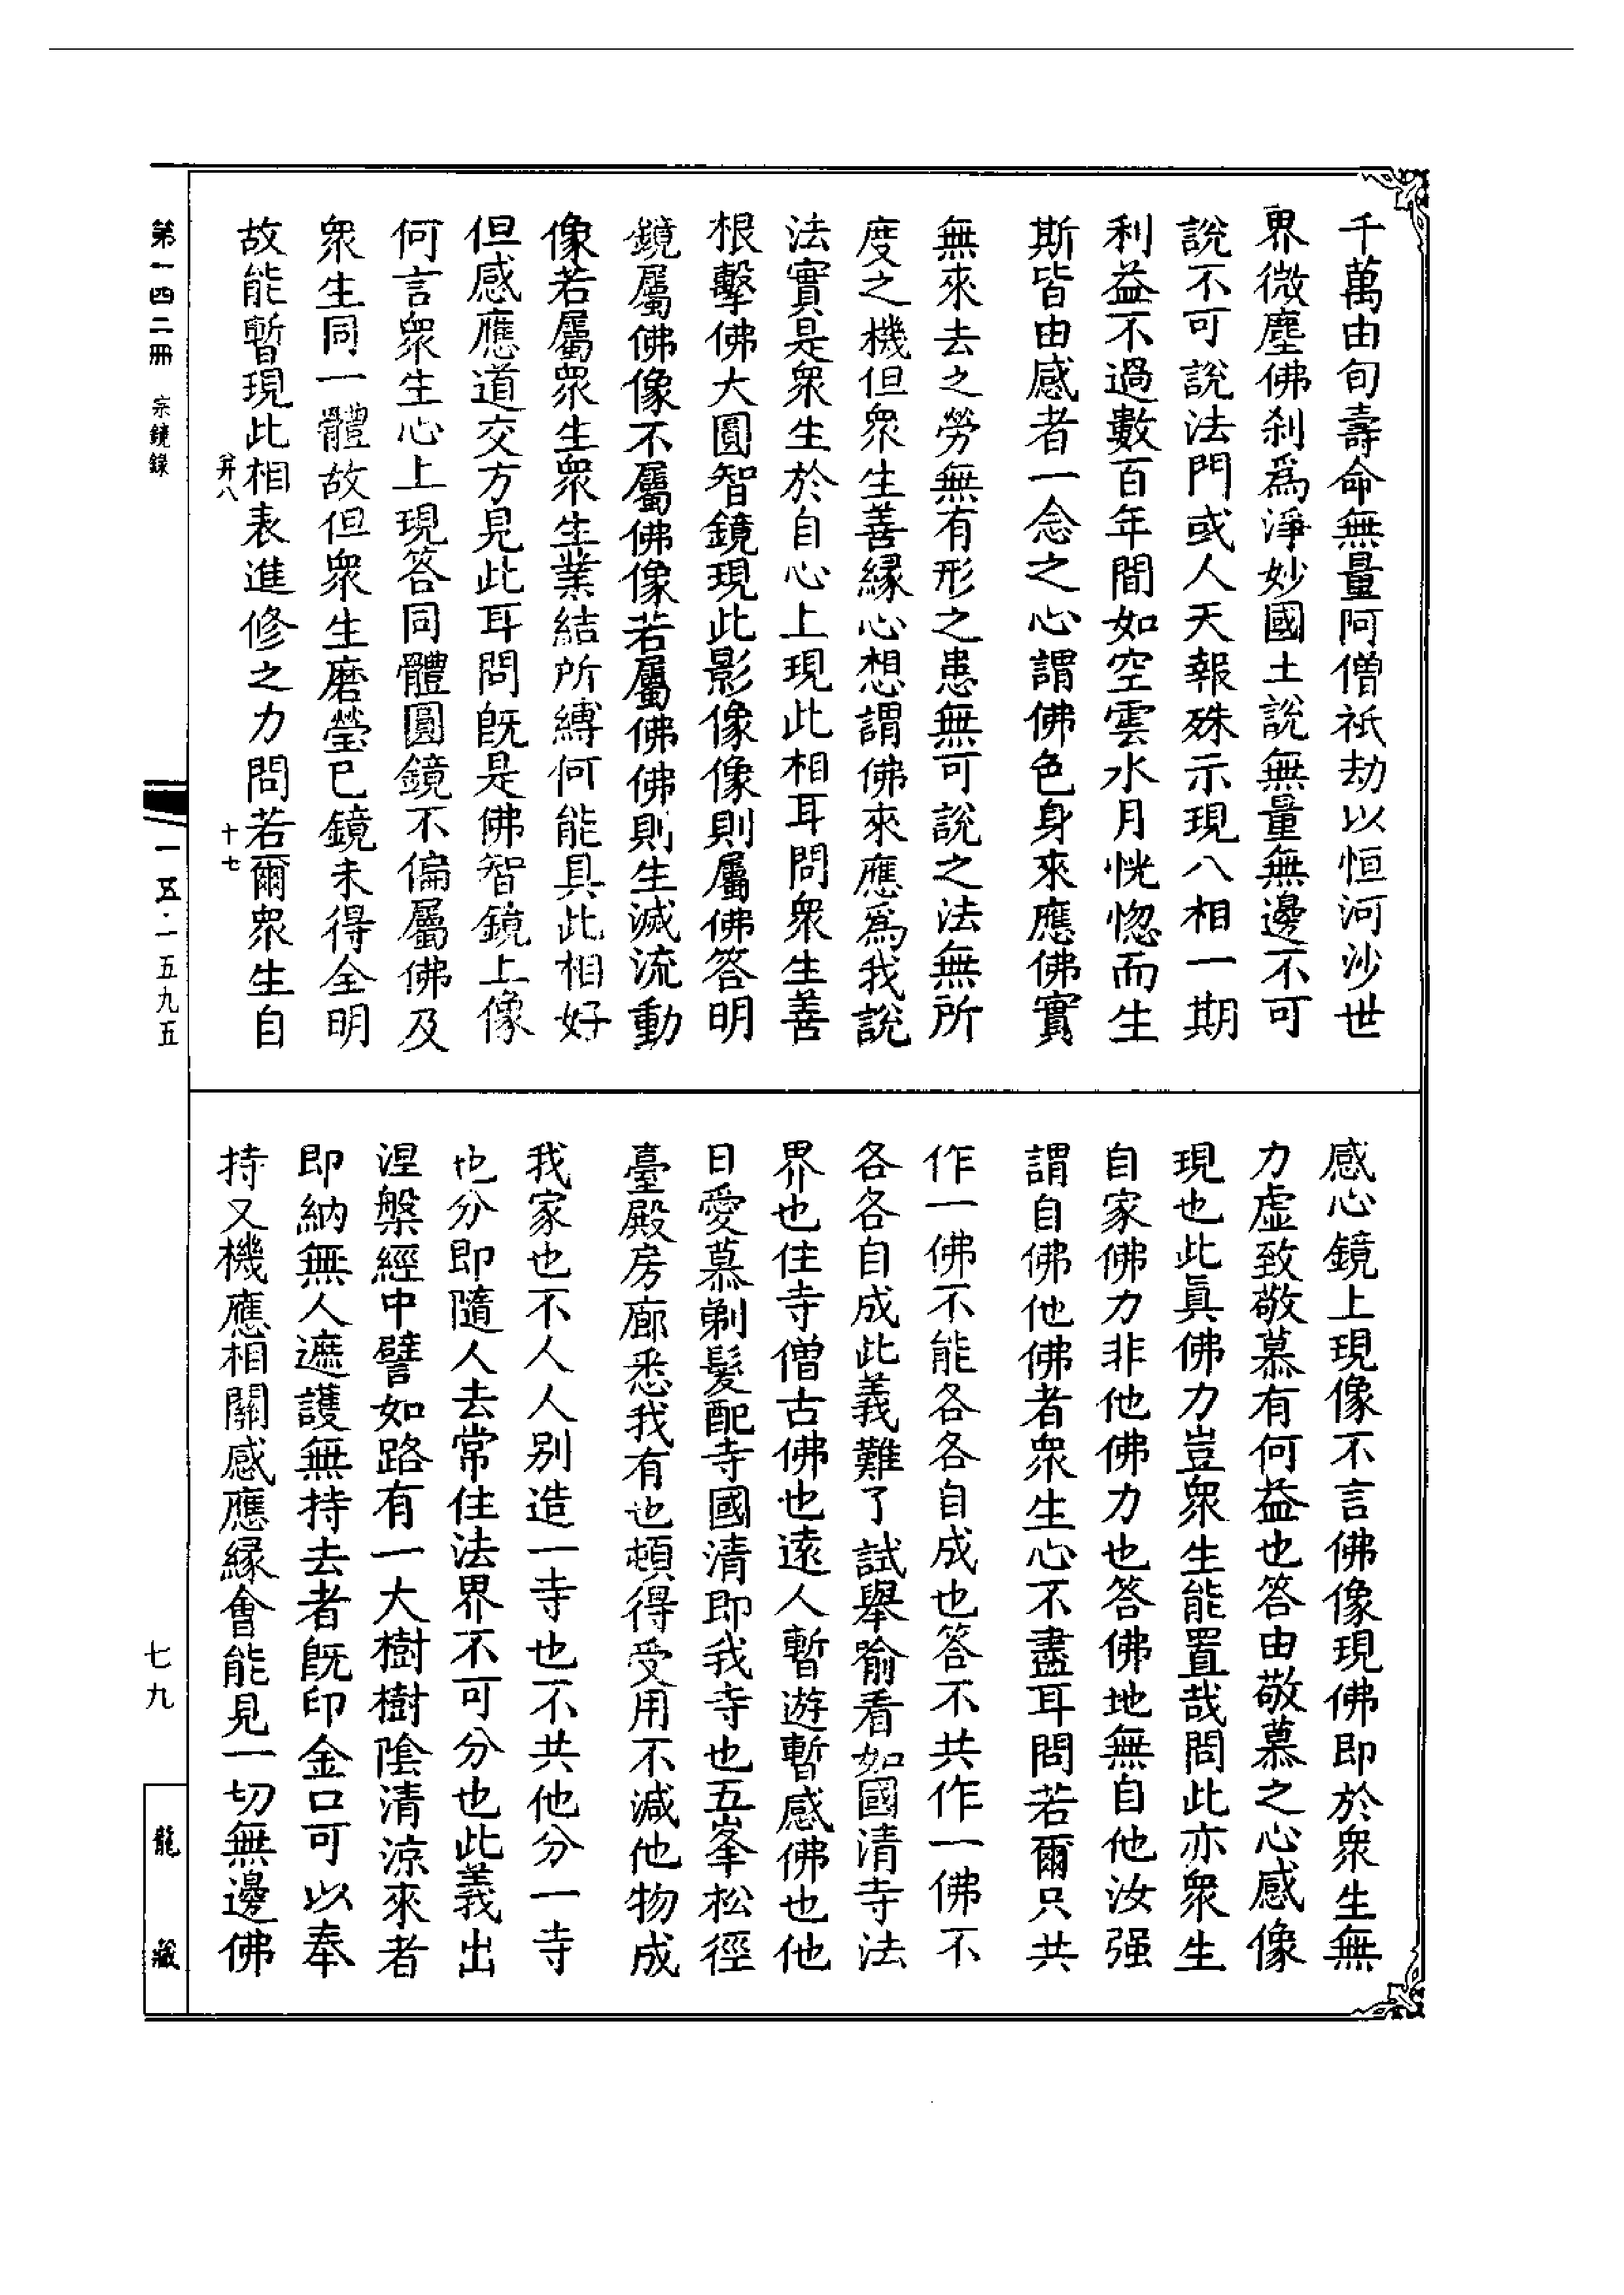 千萬由旬壽命無量阿僧祇劫以恒河沙世
界微塵佛刹爲淨妙國土說無量無邊不可
說不可說法門或人天報殊示現八相一期
利益不過數百年間如空雲水月恍惚而生
斯皆由感者一念之心謂佛色身來應佛實
無來去之勞無有形之患無可說之法無所
度之機但衆生善緣心想謂佛來應爲我說
法實是衆生於自心上現此相耳問衆生善
根擊佛大圓智鏡現此影像像則屬佛答明
鏡屬佛像不屬佛像若屬佛佛則生滅流動
像若屬衆生衆生業結所縛何能具此相好
但感應道交方見此耳問既是佛智鏡上像
何言衆生心上現答同體圓鏡不偏屬佛及
衆生同一體故但衆生磨瑩已鏡未得全明
故能暫現此相表進修之力問若爾衆生自
感心鏡上現像不言佛像現佛即於衆生無
力虛致敬慕有何益也答由敬慕之心感像
現也此眞佛力豈衆生能置哉問此亦衆生
自家佛力非他佛力也答佛地無自他汝强
謂自佛他佛者衆生心不盡耳問若爾只共
作一佛不能各各自成也答不共作一佛不
各各自成此義難了試舉喻看如國清寺法
界也住寺僧古佛也遠人暫遊暫感佛也他
日愛慕剃髮配寺國清即我寺也五峯松徑
臺殿房廊悉我有也頓得受用不減他物成
我家也不人人別造一寺也不共他分一寺
也分即隨人去常住法界不可分也此義出
涅槃經中譬如路有一大樹樹陰清涼來者
即納無人遮護無持去者既印金口可以奉
持又機應相關感應緣會能見一切無邊佛
第一四二冊 宗鏡錄
弁八
十七
一五·一五九五
七九
龍藏